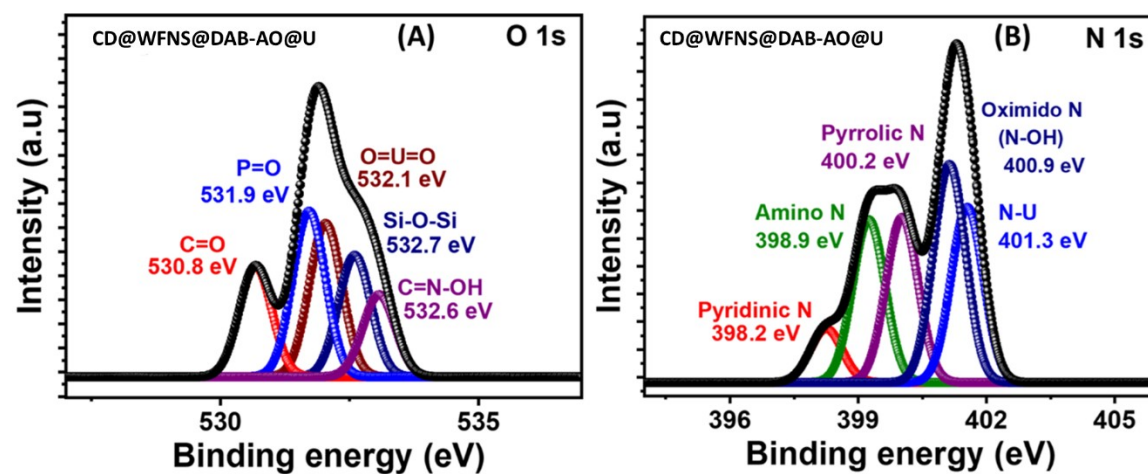 CD@WFNS@DAB-AO@U
(A)
O 1s
Intensity (a.u)
C=O
530.8 eV
P=O
531.9 eV
O=U=O
532.1 eV
Si-O-Si
532.7 eV
C=N-OH
532.6 eV
530
535
Binding energy (eV)
CD@WFNS@DAB-AO@U
(B)
N 1s
Intensity (a.u)
Pyridinic N
398.2 eV
Amino N
398.9 eV
Pyrrolic N
400.2 eV
Oximido N
(N-OH)
400.9 eV
N-U
401.3 eV
396
399
402
405
Binding energy (eV)